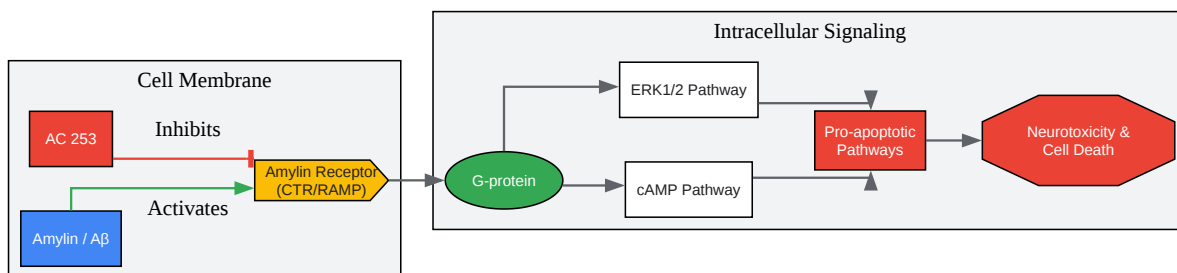 Cell Membrane
AC 253
Inhibits
Amylin Receptor
(CTR/RAMP)
Activates
Amylin / Aβ
Intracellular Signaling
ERK1/2 Pathway
G-protein
cAMP Pathway
Pro-apoptotic
Pathways
Neurotoxicity &
Cell Death